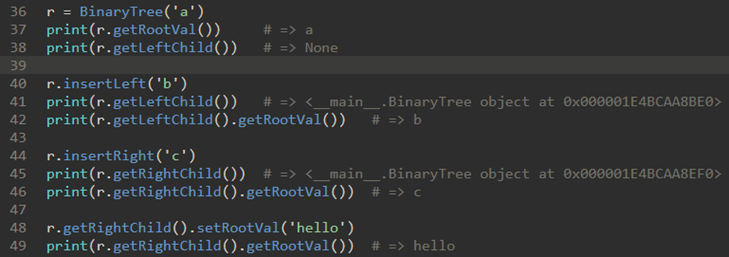 36 r = BinaryTree('a')
37 print(r.getRootVal())     # => a
38 print(r.getLeftChild())   # => None
39
40 r.insertLeft('b')
41 print(r.getLeftChild())   # => <__main__.BinaryTree object at 0x000001E4BCAA8BE0>
42 print(r.getLeftChild().getRootVal())   # => b
43
44 r.insertRight('c')
45 print(r.getRightChild())  # => <__main__.BinaryTree object at 0x000001E4BCAA8EF0>
46 print(r.getRightChild().getRootVal())  # => c
47
48 r.getRightChild().setRootVal('hello')
49 print(r.getRightChild().getRootVal())  # => hello